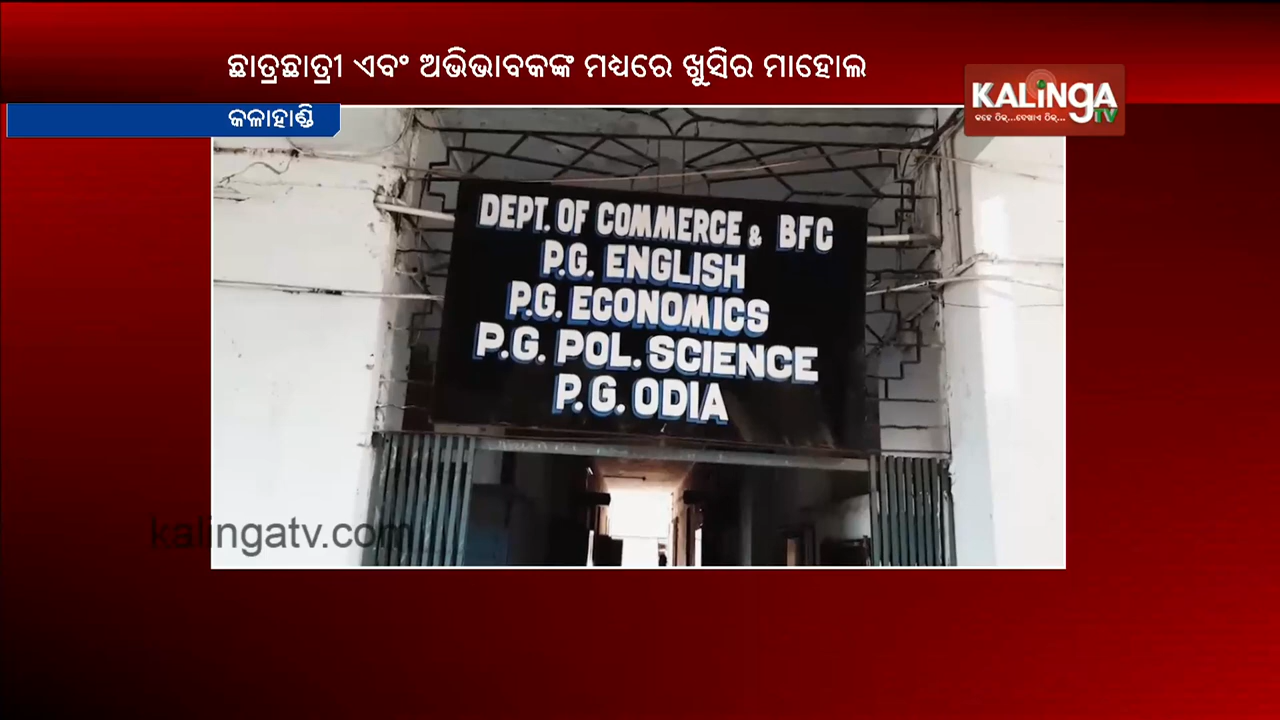 ଛାତ୍ରଛାତ୍ରୀ ଏବଂ ଅଭିଭାବକଙ୍କ ମଧ୍ୟରେ ଖୁସିର ମାହୋଲ
କଳାହାଣ୍ଡି
KALiNGA TV
କହେ ଠିକ୍...ଦେଖାଏ ଠିକ୍...
DEPT. OF COMMERCE & BFC
P.G. ENGLISH
P.G. ECONOMICS
P.G. POL. SCIENCE
P.G. ODIA
kalingatv.com